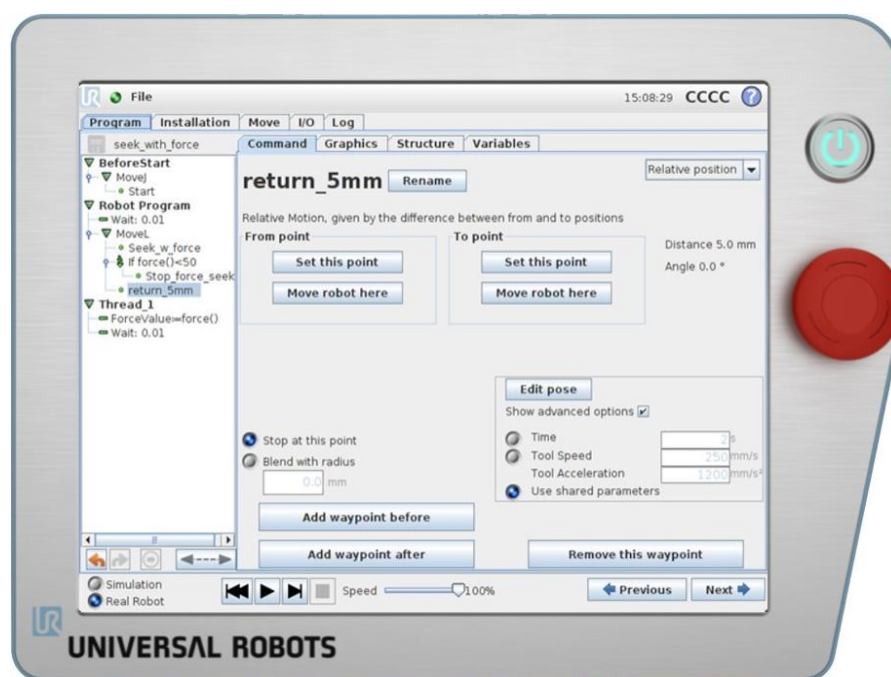 File 15:08:29 CCCC ?
Program Installation Move I/O Log
seek_with_force
Command Graphics Structure Variables
BeforeStart
MoveJ
Start
Robot Program
Wait: 0.01
MoveL
Seek_w_force
If force()<50
Stop_force_seek
return_5mm
Thread_1
ForceValue≔force()
Wait: 0.01
return_5mm Rename Relative position
Relative Motion, given by the difference between from and to positions
From point To point
Set this point Set this point Distance 5.0 mm
Move robot here Move robot here Angle 0.0 °
Edit pose
Show advanced options
Stop at this point
Blend with radius
0.0 mm
Time 2 s
Tool Speed 250 mm/s
Tool Acceleration 1200 mm/s²
Use shared parameters
Add waypoint before
Add waypoint after Remove this waypoint
Simulation
Real Robot
Speed 100% Previous Next
UR
UNIVERSAL ROBOTS